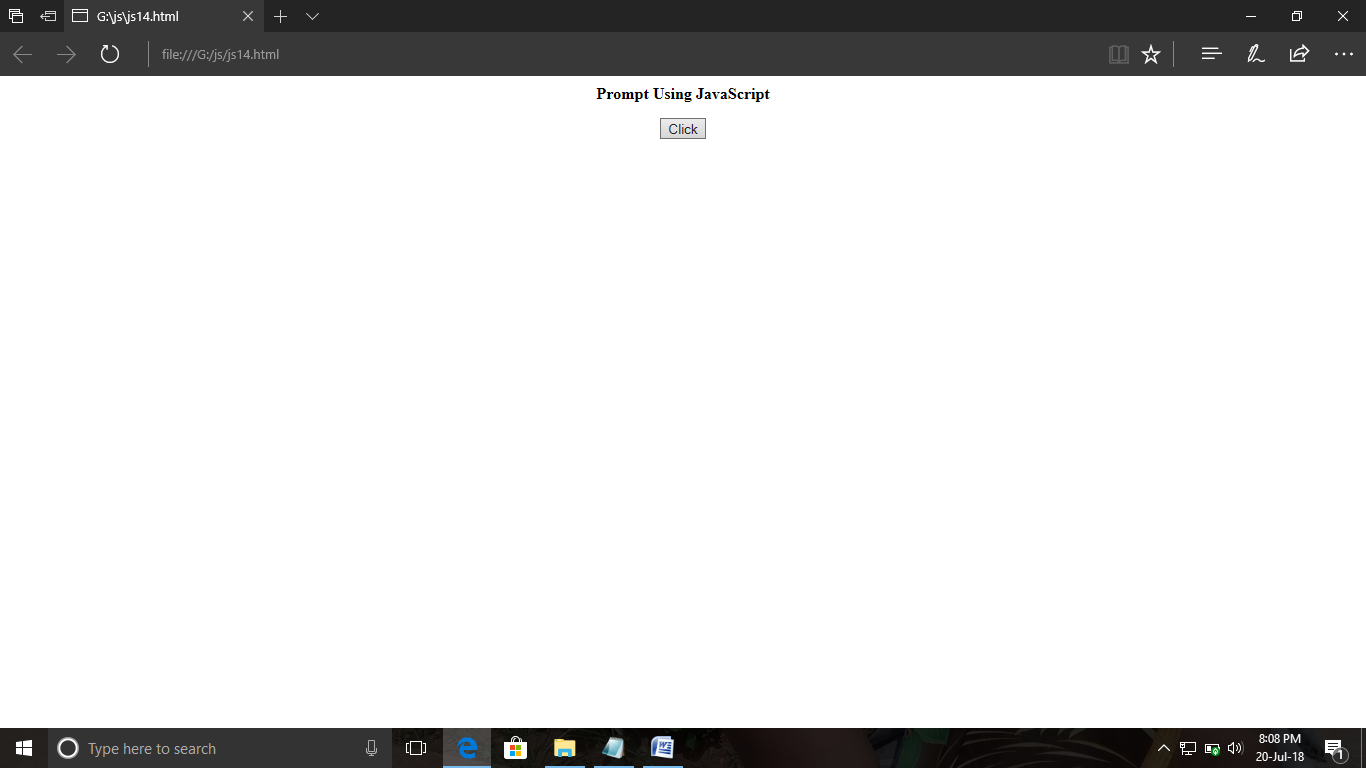 G:\js\js14.html
file:///G:/js/js14.html
Prompt Using JavaScript
Click
Type here to search
8:08 PM
20-Jul-18
1